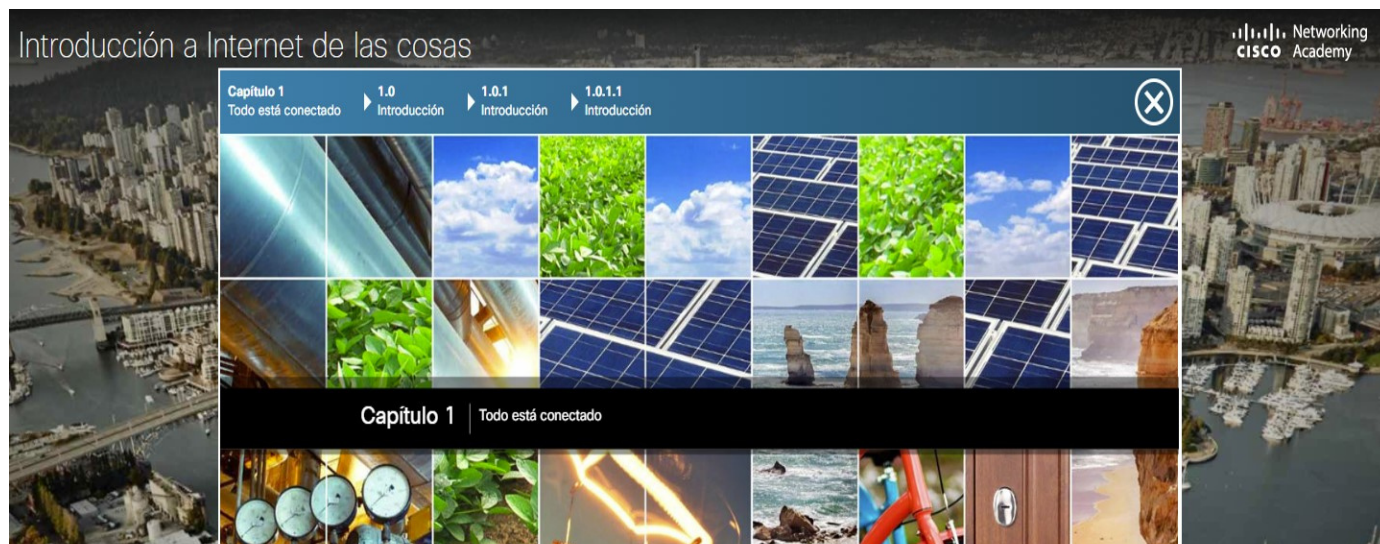 Introducción a Internet de las cosas
Networking
CISCO Academy
Capítulo 1
Todo está conectado
1.0
Introducción
1.0.1
Introducción
1.0.1.1
Introducción
Capítulo 1
Todo está conectado